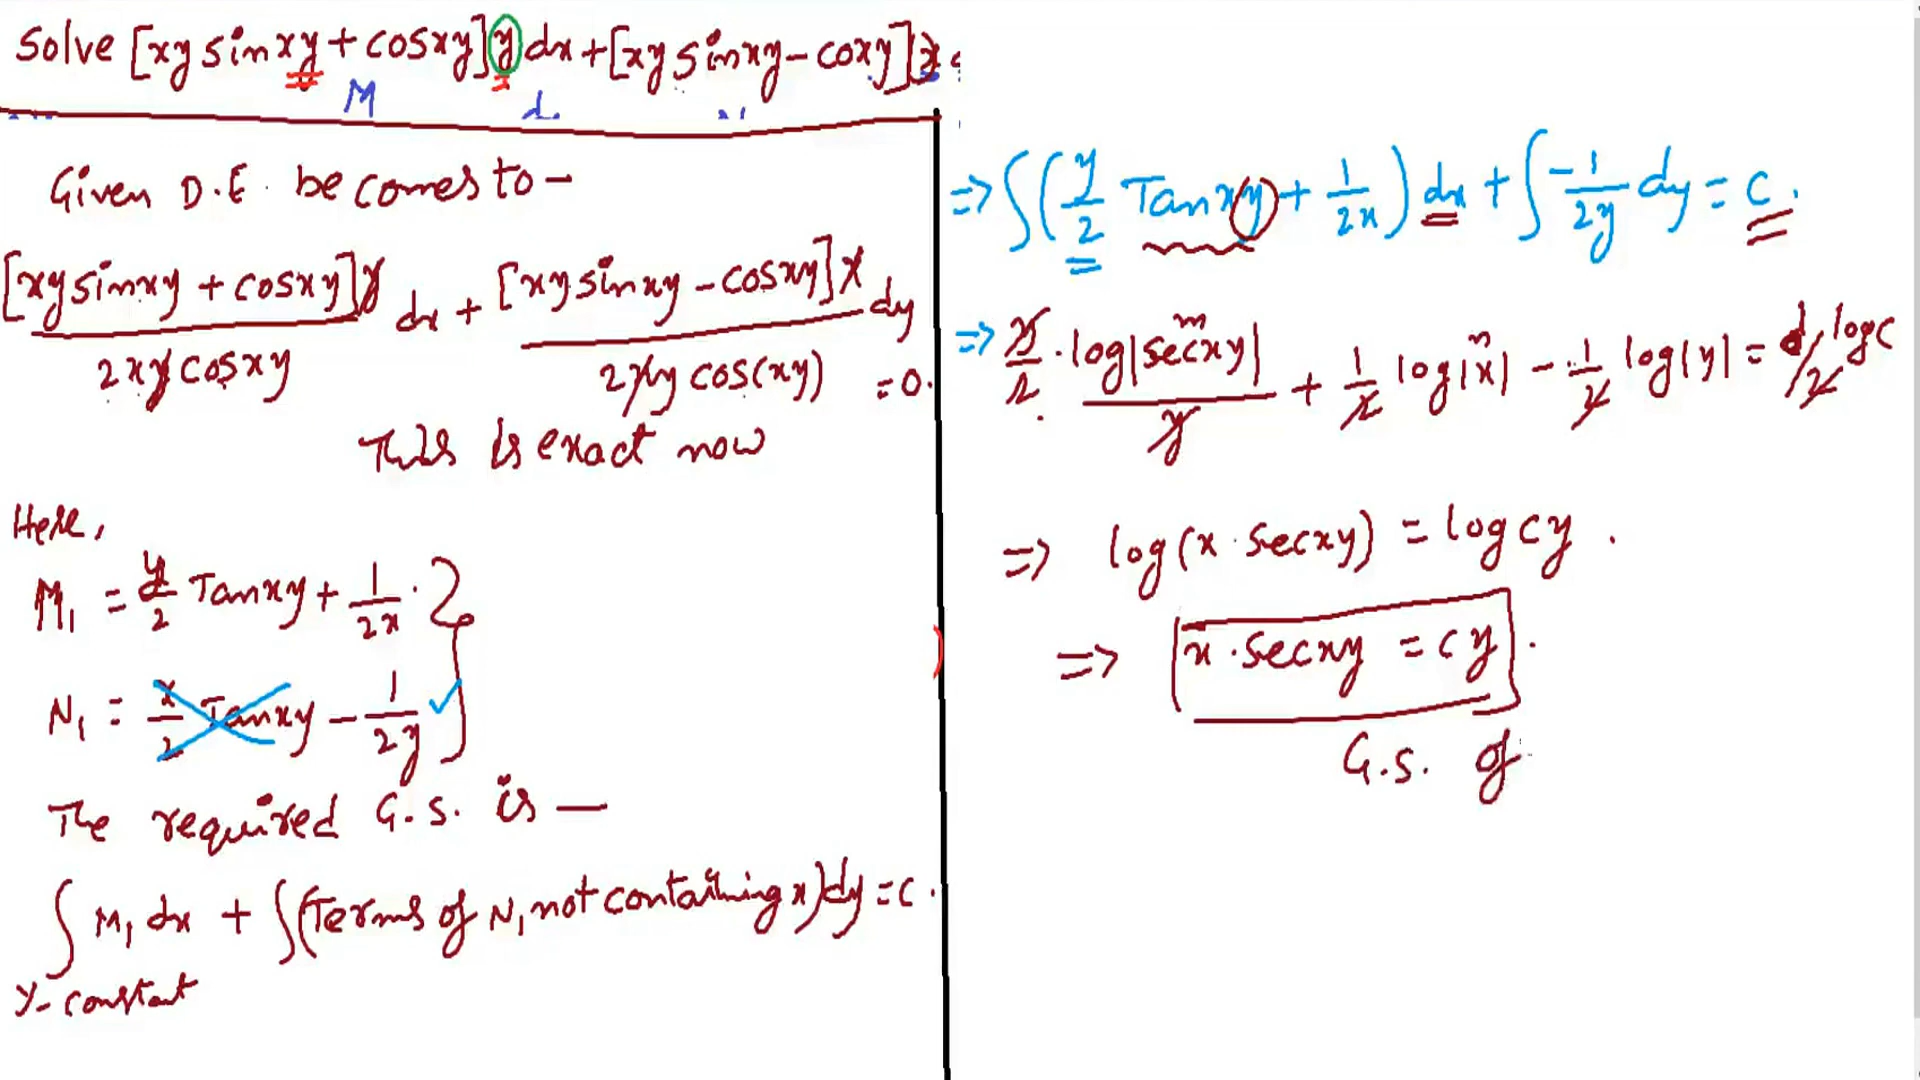 Solve [xy sinxy + cosxy] y dx + [xy sinxy - coxy] x
M
Given D.E. becomes to -
[xy sinxy + cosxy] y / 2xy cosxy dx + [xy sinxy - cosxy] x / 2xy cos(xy) dy = 0.
This is exact now
Here,
M₁ = y/2 Tanxy + 1/2x .
N₁ = x/2 Tanxy - 1/2y ✓
The required G.S. is —
∫ M₁ dx + ∫(Terms of N₁ not containing x) dy = c .
y-constant
=> ∫( y/2 Tanxy + 1/2x ) dx + ∫ -1/2y dy = c .
=> y/2 . log|secxy| / y + 1/2 log|x| - 1/2 log|y| = 1/2 log c
m
n
=> log(x . secxy) = log cy .
=> x . secxy = cy .
G.S. of